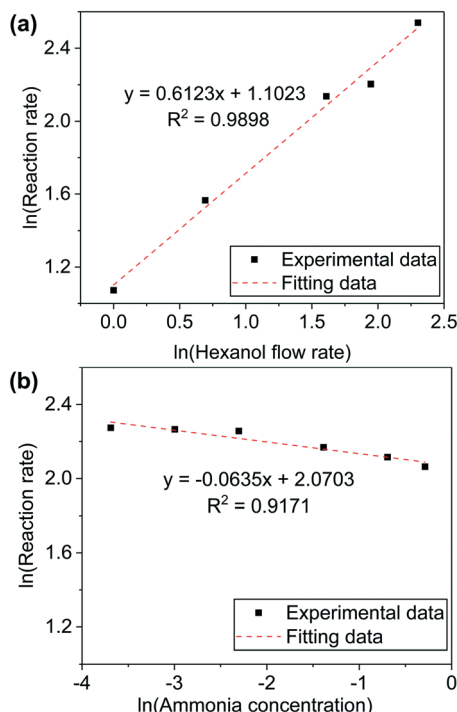 (a)
ln(Reaction rate)
2.4
2.0
1.6
1.2
y = 0.6123x + 1.1023
R² = 0.9898
Experimental data
Fitting data
0.0 0.5 1.0 1.5 2.0 2.5
ln(Hexanol flow rate)
(b)
ln(Reaction rate)
2.4
2.0
1.6
1.2
y = -0.0635x + 2.0703
R² = 0.9171
Experimental data
Fitting data
-4 -3 -2 -1 0
ln(Ammonia concentration)